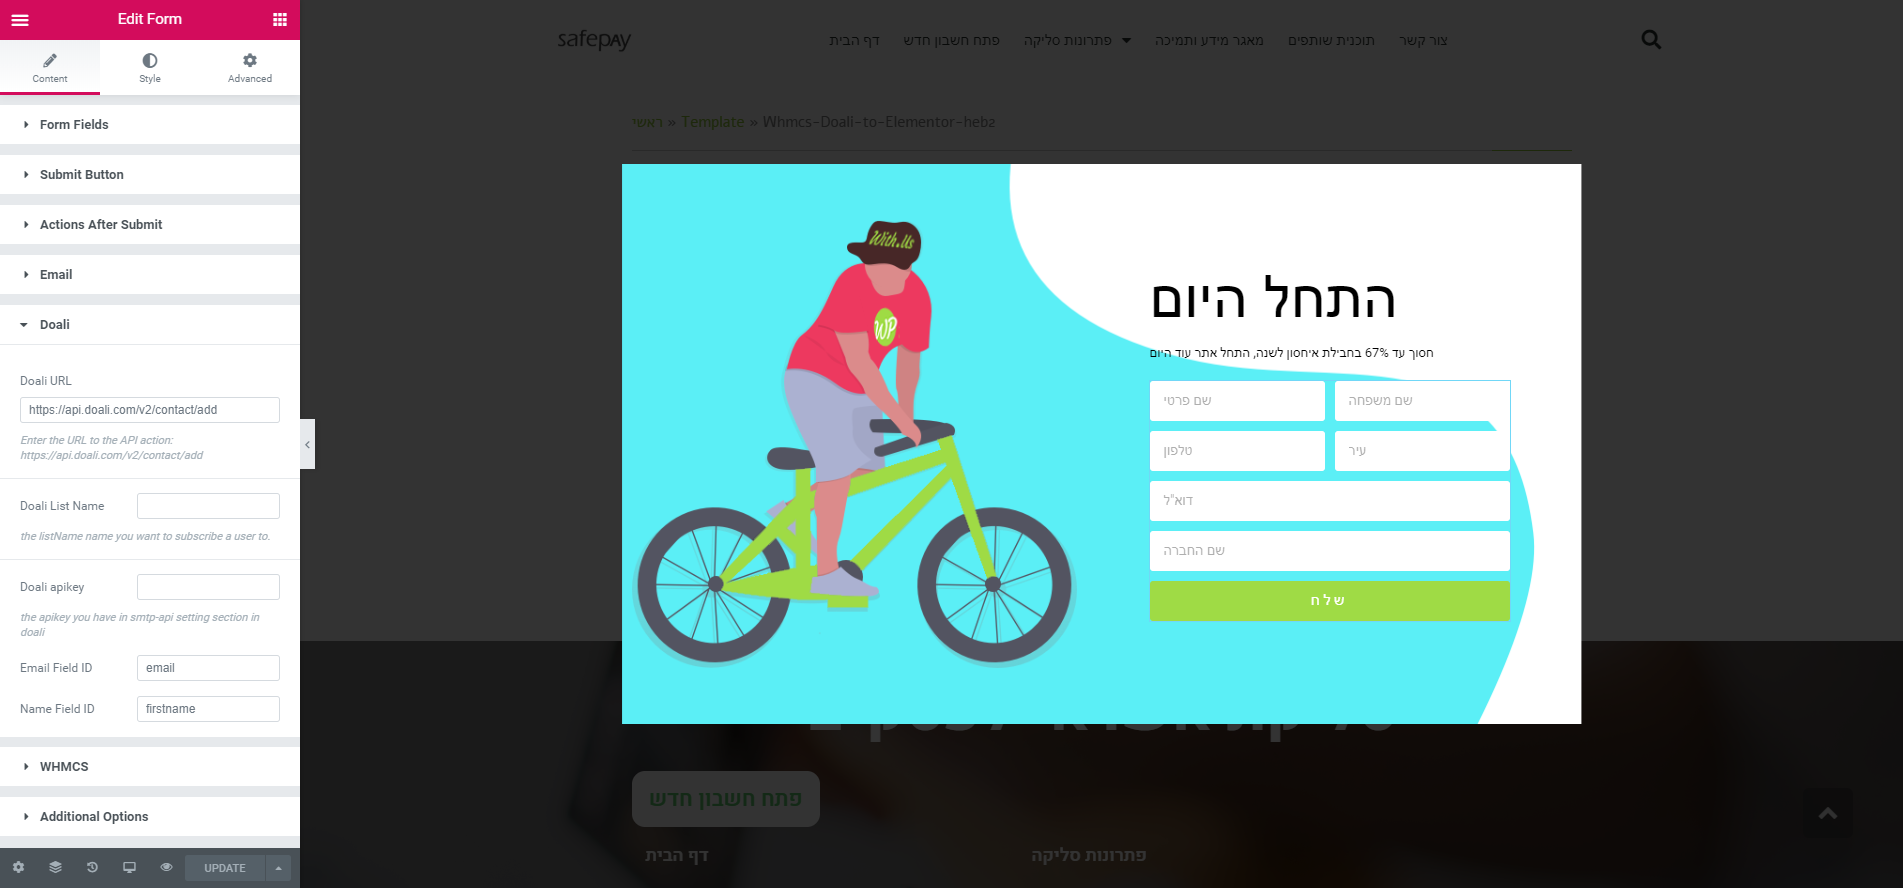 Edit Form
Content
Style
Advanced
Form Fields
Submit Button
Actions After Submit
Email
Doali
Doali URL
https://api.doali.com/v2/contact/add
Enter the URL to the API action:
https://api.doali.com/v2/contact/add
Doali List Name
the listName name you want to subscribe a user to.
Doali apikey
the apikey you have in smtp-api setting section in
doali
Email Field ID
email
Name Field ID
firstname
WHMCS
Additional Options
UPDATE
safepay
דף הבית
פתח חשבון חדש
פתרונות סליקה
מאגר מידע ותמיכה
תוכנית שותפים
צור קשר
ראשי » Template » Whmcs-Doali-to-Elementor-heb2
With.Us
WP
התחל היום
חסוך עד 67% בחבילת איחסון לשנה, התחל אתר עוד היום
שם פרטי
שם משפחה
טלפון
עיר
דוא"ל
שם החברה
שלח
פתח חשבון חדש
דף הבית
פתרונות סליקה